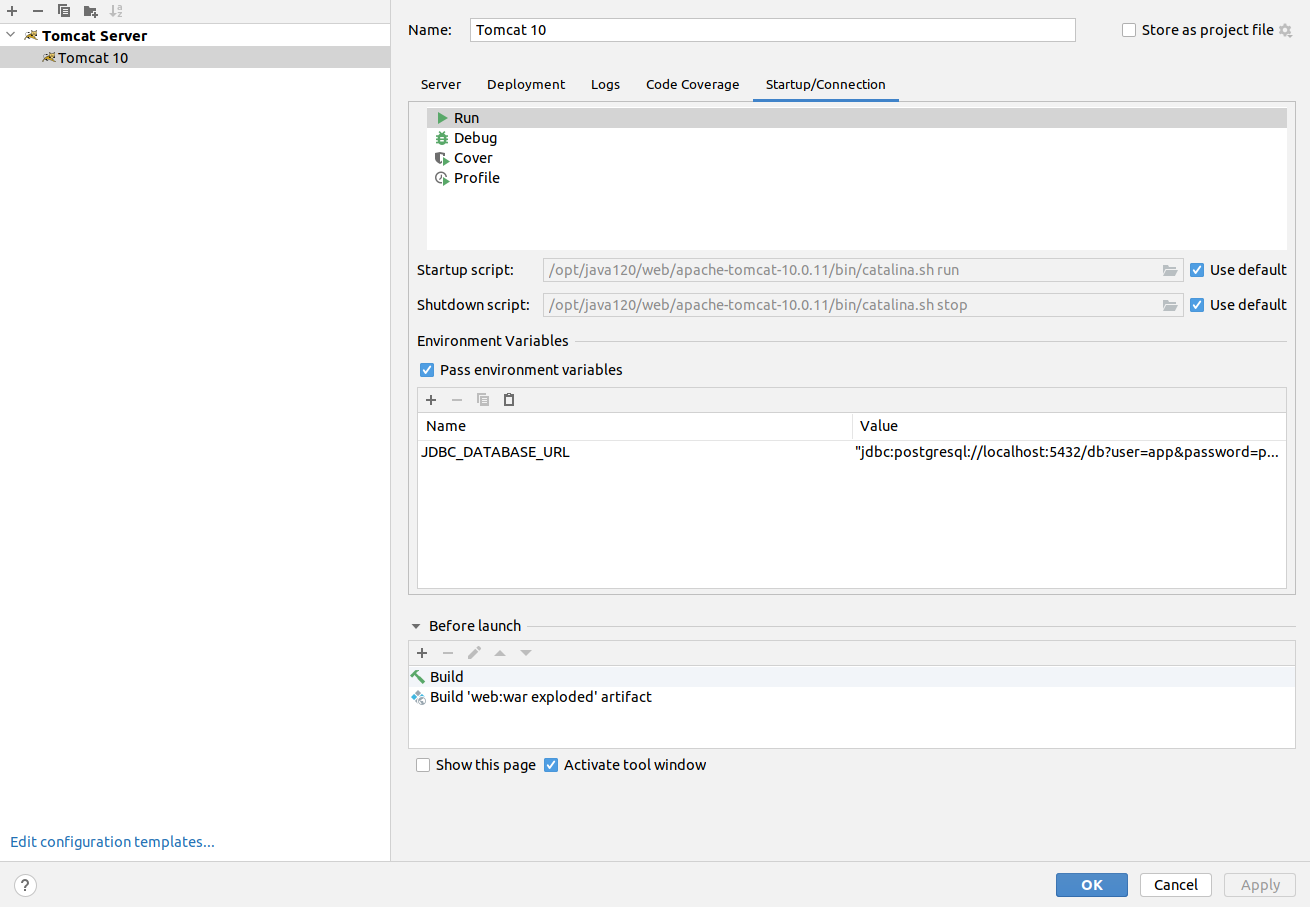 Tomcat Server
Tomcat 10
Edit configuration templates...
Name: Tomcat 10 Store as project file
Server Deployment Logs Code Coverage Startup/Connection
Run
Debug
Cover
Profile
Startup script: /opt/java120/web/apache-tomcat-10.0.11/bin/catalina.sh run Use default
Shutdown script: /opt/java120/web/apache-tomcat-10.0.11/bin/catalina.sh stop Use default
Environment Variables
Pass environment variables
Name Value
JDBC_DATABASE_URL "jdbc:postgresql://localhost:5432/db?user=app&password=p...
Before launch
Build
Build 'web:war exploded' artifact
Show this page Activate tool window
? OK Cancel Apply